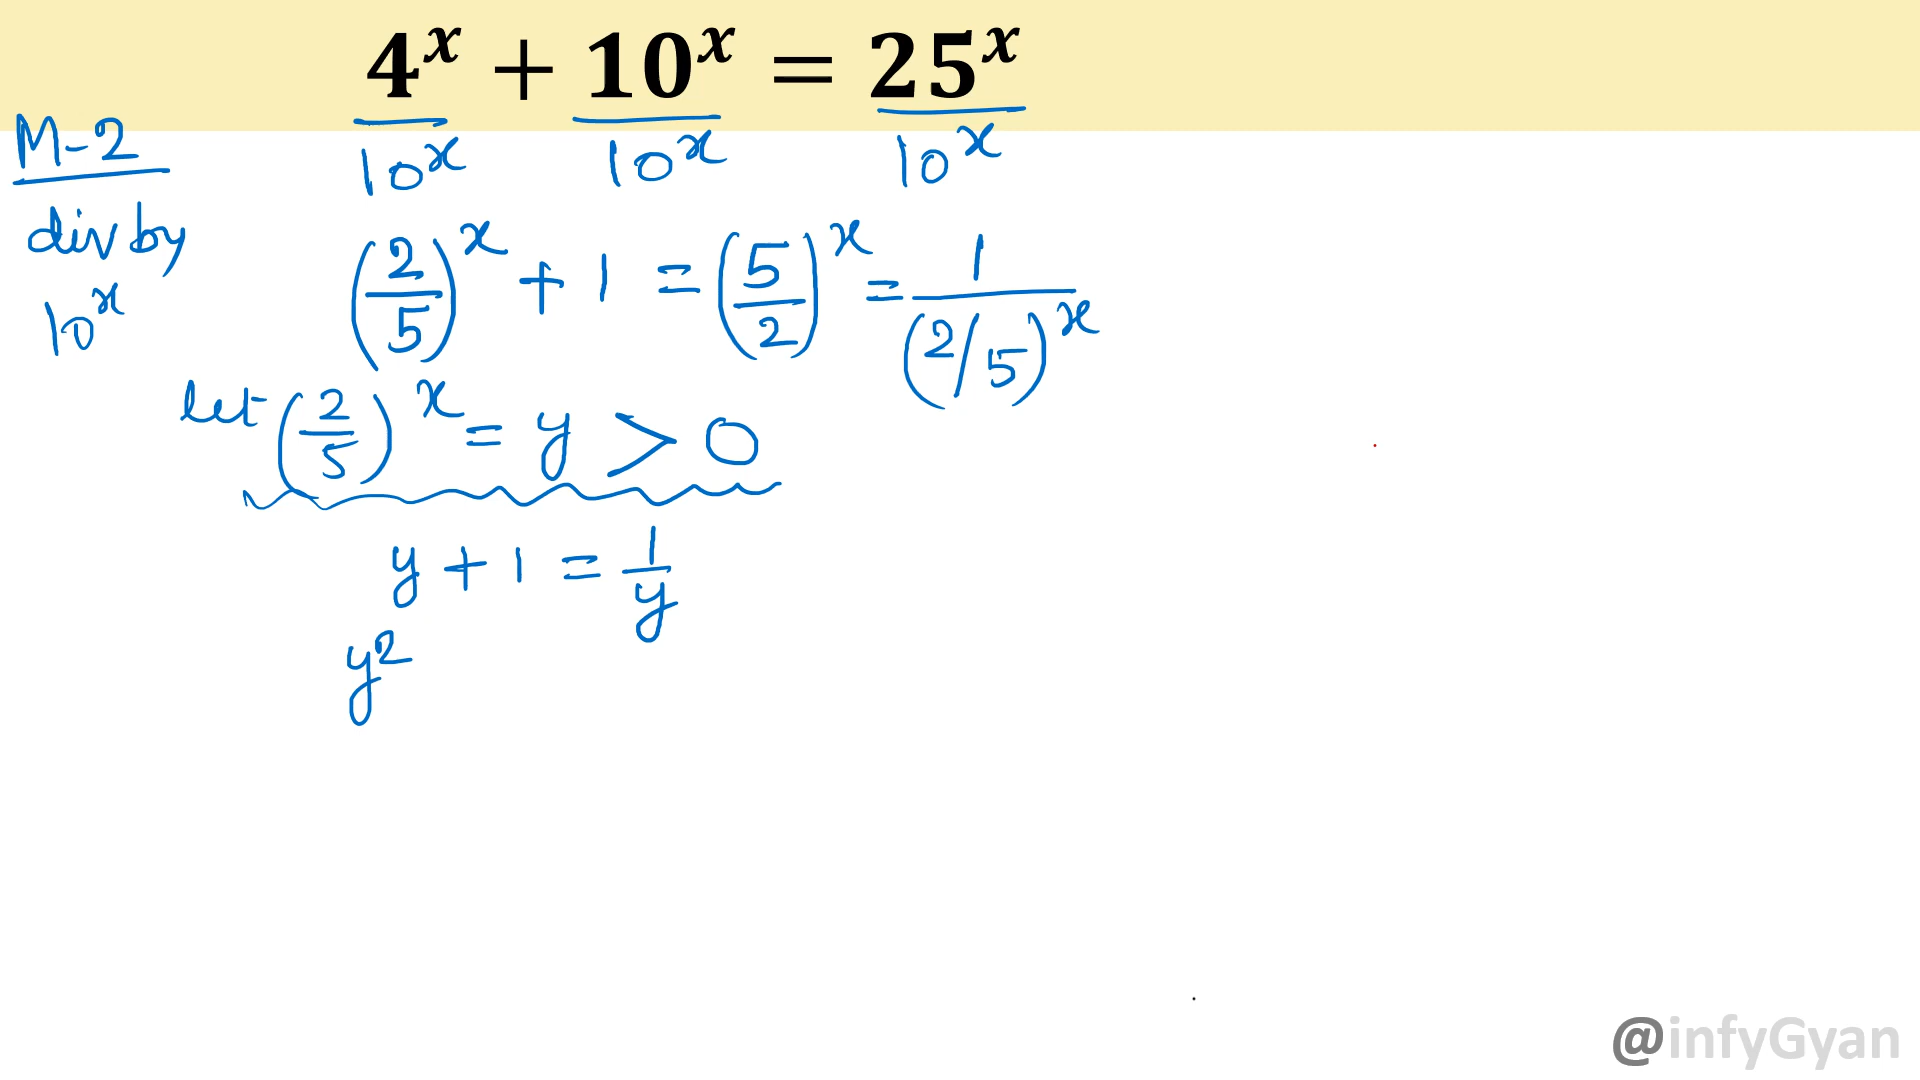 4^x + 10^x = 25^x
10^x 10^x 10^x
M-2
div by
10^x
(2/5)^x + 1 = (5/2)^x = 1/(2/5)^x
let (2/5)^x = y > 0
y + 1 = 1/y
y^2
@infyGyan